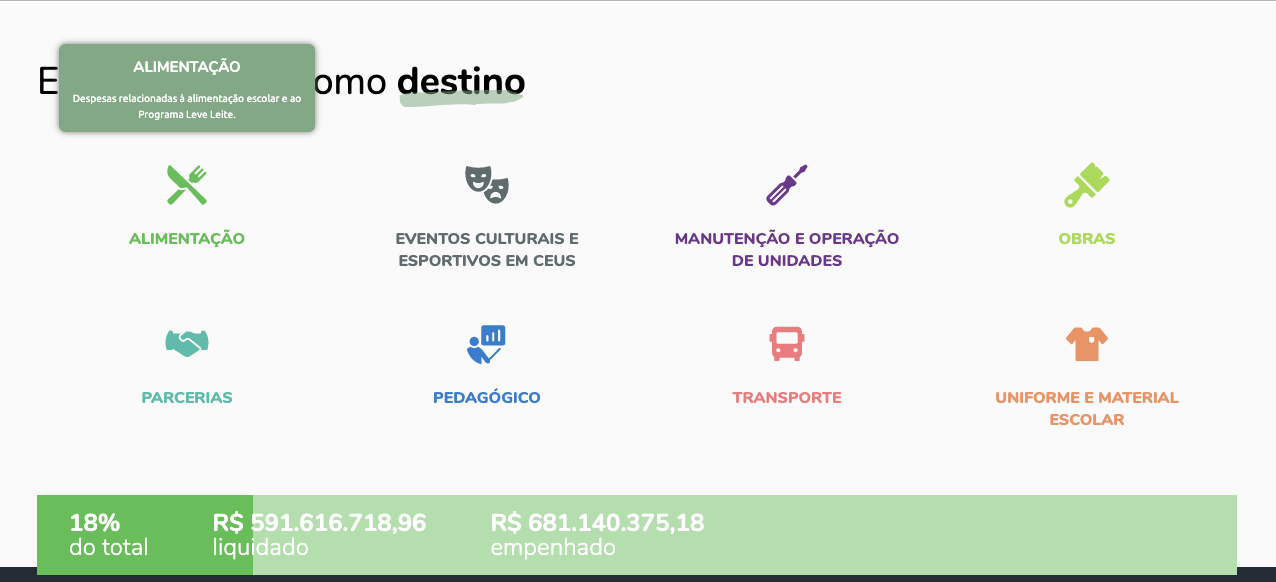 E
omo destino
ALIMENTAÇÃO
Despesas relacionadas à alimentação escolar e ao
Programa Leve Leite.
ALIMENTAÇÃO
EVENTOS CULTURAIS E
ESPORTIVOS EM CEUS
MANUTENÇÃO E OPERAÇÃO
DE UNIDADES
OBRAS
PARCERIAS
PEDAGÓGICO
TRANSPORTE
UNIFORME E MATERIAL
ESCOLAR
18%
do total
R$ 591.616.718,96
liquidado
R$ 681.140.375,18
empenhado